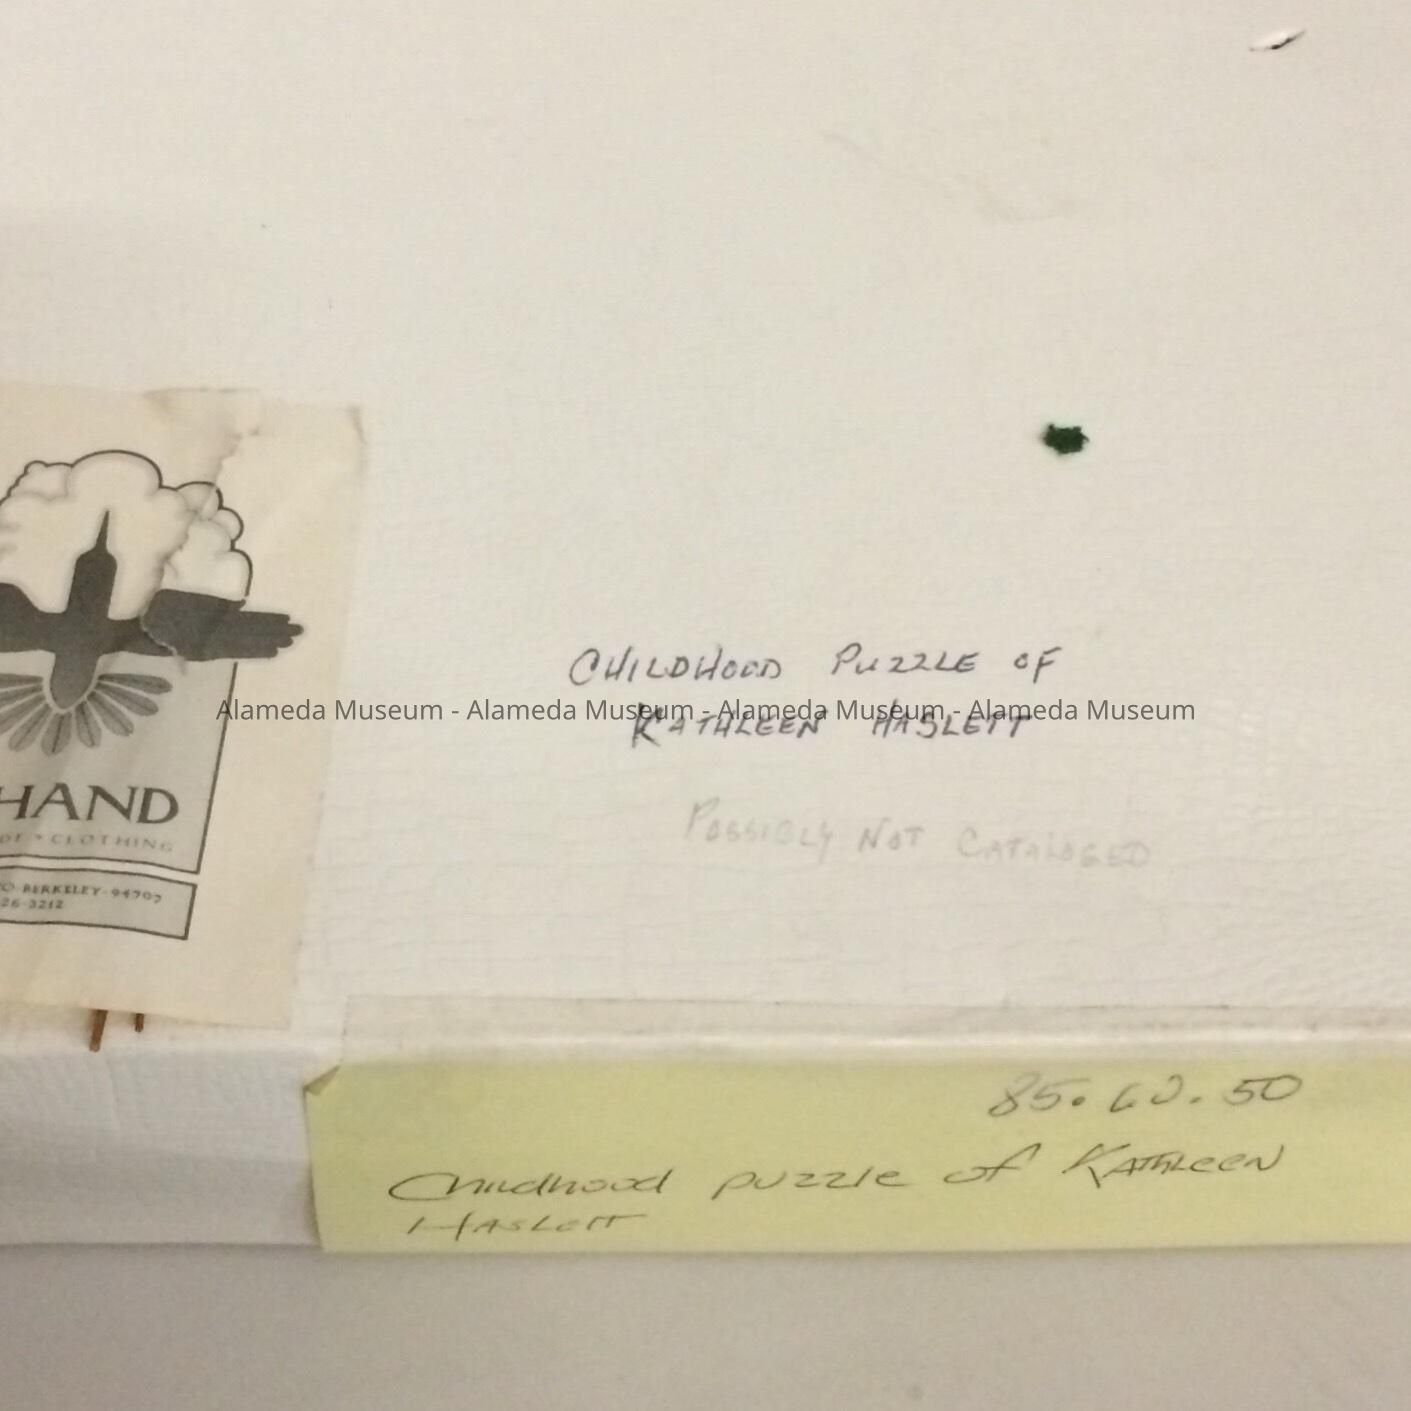 CHILDHOOD PUZZLE OF
KATHLEEN HASLETT
Alameda Museum - Alameda Museum - Alameda Museum - Alameda Museum
POSSIBLY NOT CATALOGED
HAND
CLOTHING
BERKELEY · 94707
26-3212
85.60.50
Childhood puzzle of KATHLEEN
HASLETT